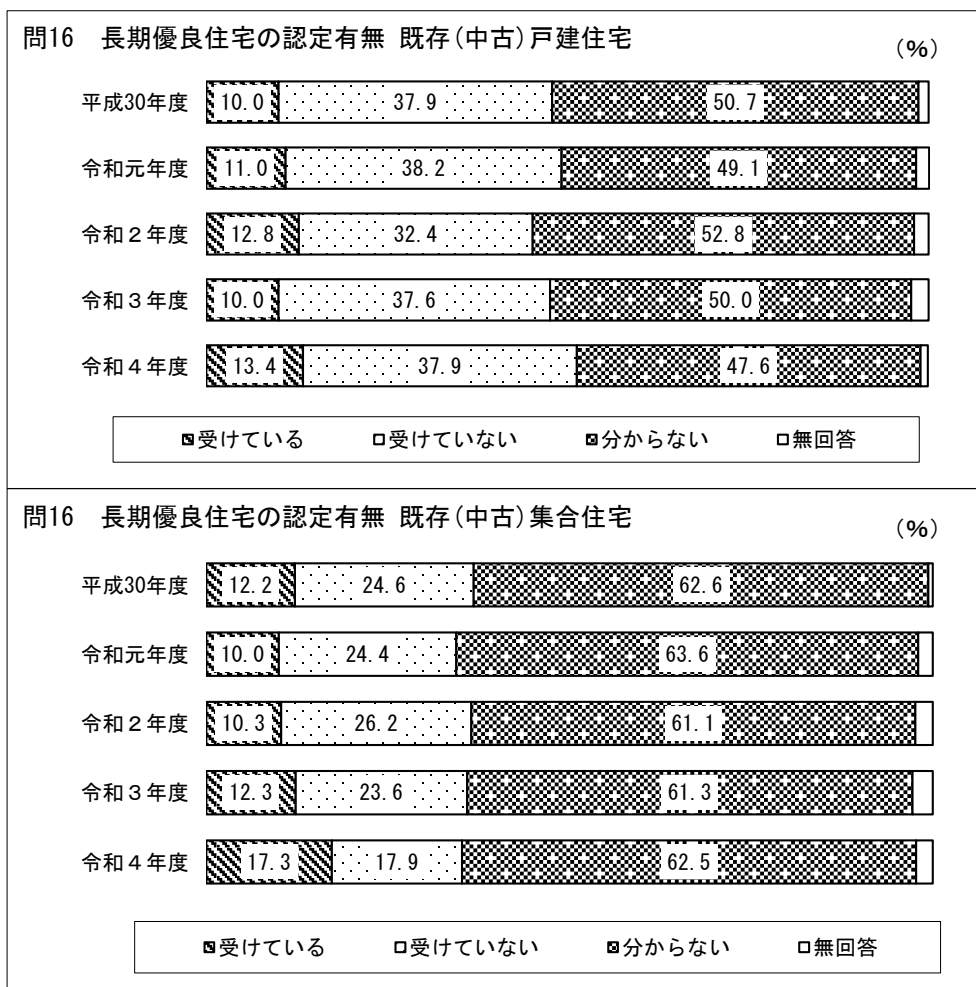 問16　長期優良住宅の認定有無 既存(中古)戸建住宅
(%)
平成30年度 10.0 37.9 50.7
令和元年度 11.0 38.2 49.1
令和２年度 12.8 32.4 52.8
令和３年度 10.0 37.6 50.0
令和４年度 13.4 37.9 47.6
受けている 受けていない 分からない 無回答
問16　長期優良住宅の認定有無 既存(中古)集合住宅
(%)
平成30年度 12.2 24.6 62.6
令和元年度 10.0 24.4 63.6
令和２年度 10.3 26.2 61.1
令和３年度 12.3 23.6 61.3
令和４年度 17.3 17.9 62.5
受けている 受けていない 分からない 無回答